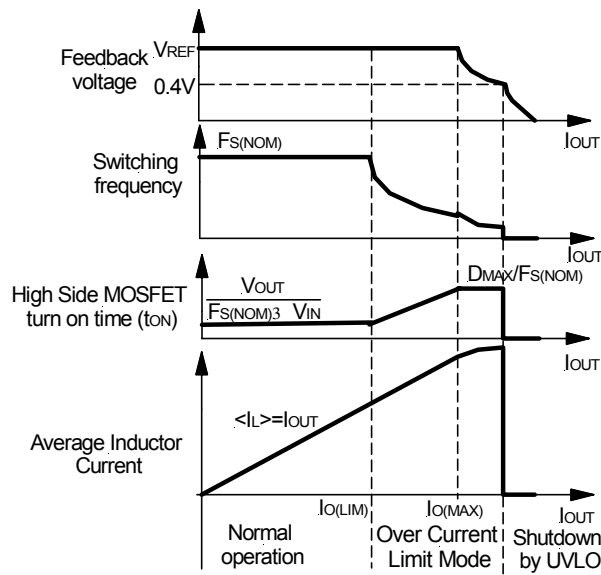 VREF
Feedback
voltage
0.4V
IOUT
FS(NOM)
Switching
frequency
IOUT
DMAX/FS(NOM)
High Side MOSFET
turn on time (tON)
VOUT
FS(NOM)3 VIN
IOUT
<IL>=IOUT
Average Inductor
Current
IO(LIM)
IO(MAX)
IOUT
Normal
operation
Over Current
Limit Mode
Shutdown
by UVLO